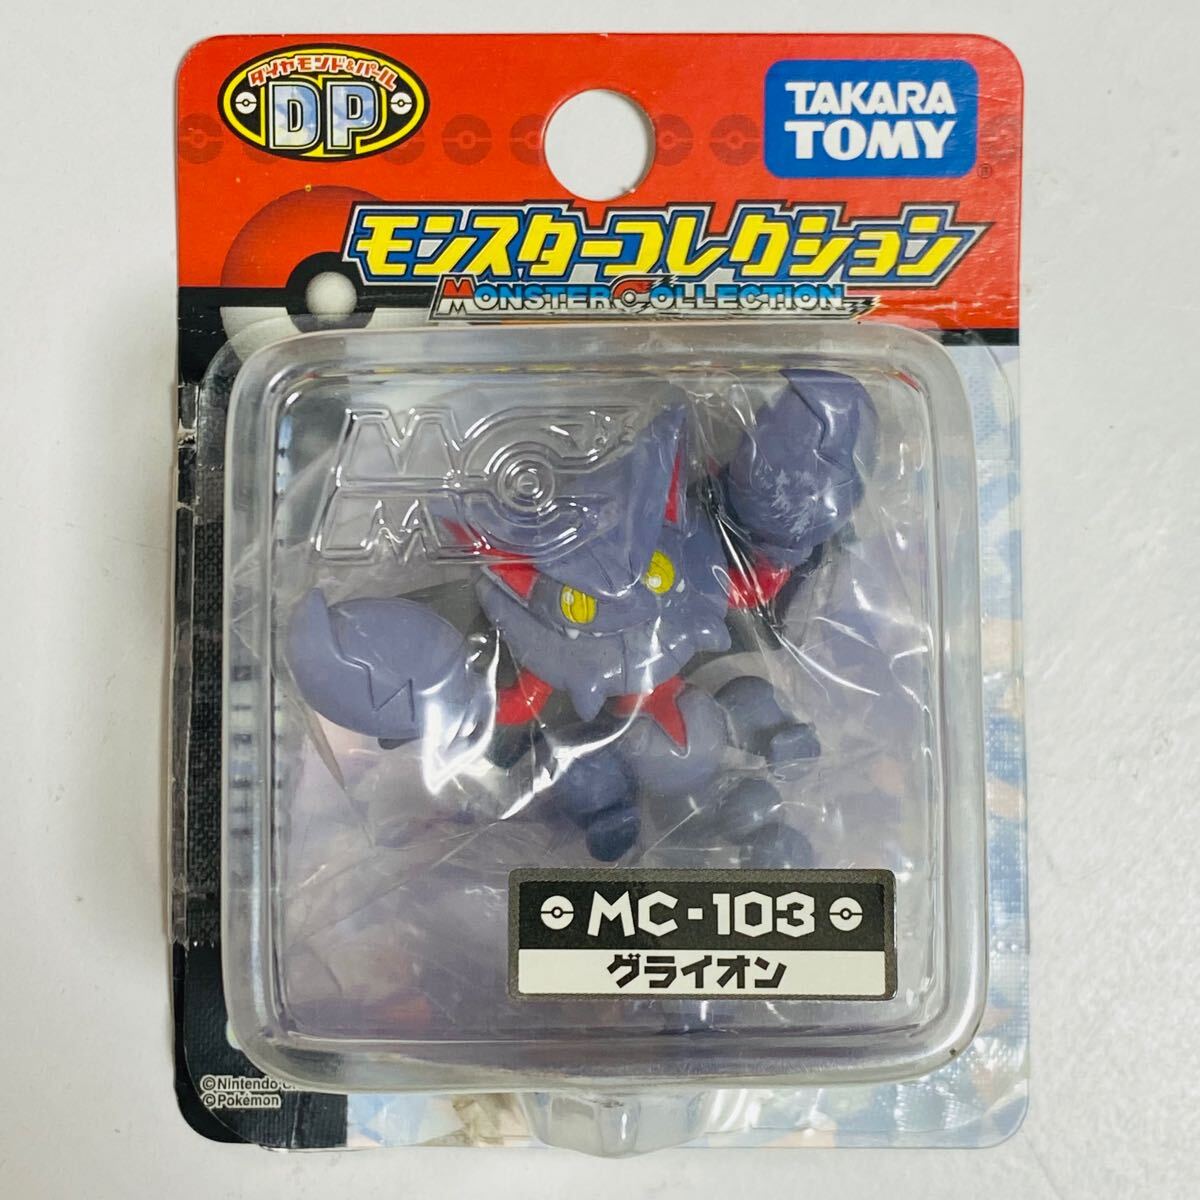 ダイヤモンド&パール
DP
TAKARA
TOMY
®
モンスターコレクション
MONSTER COLLECTION
MC
MC-103
グライオン
©Nintendo
©Pokémon